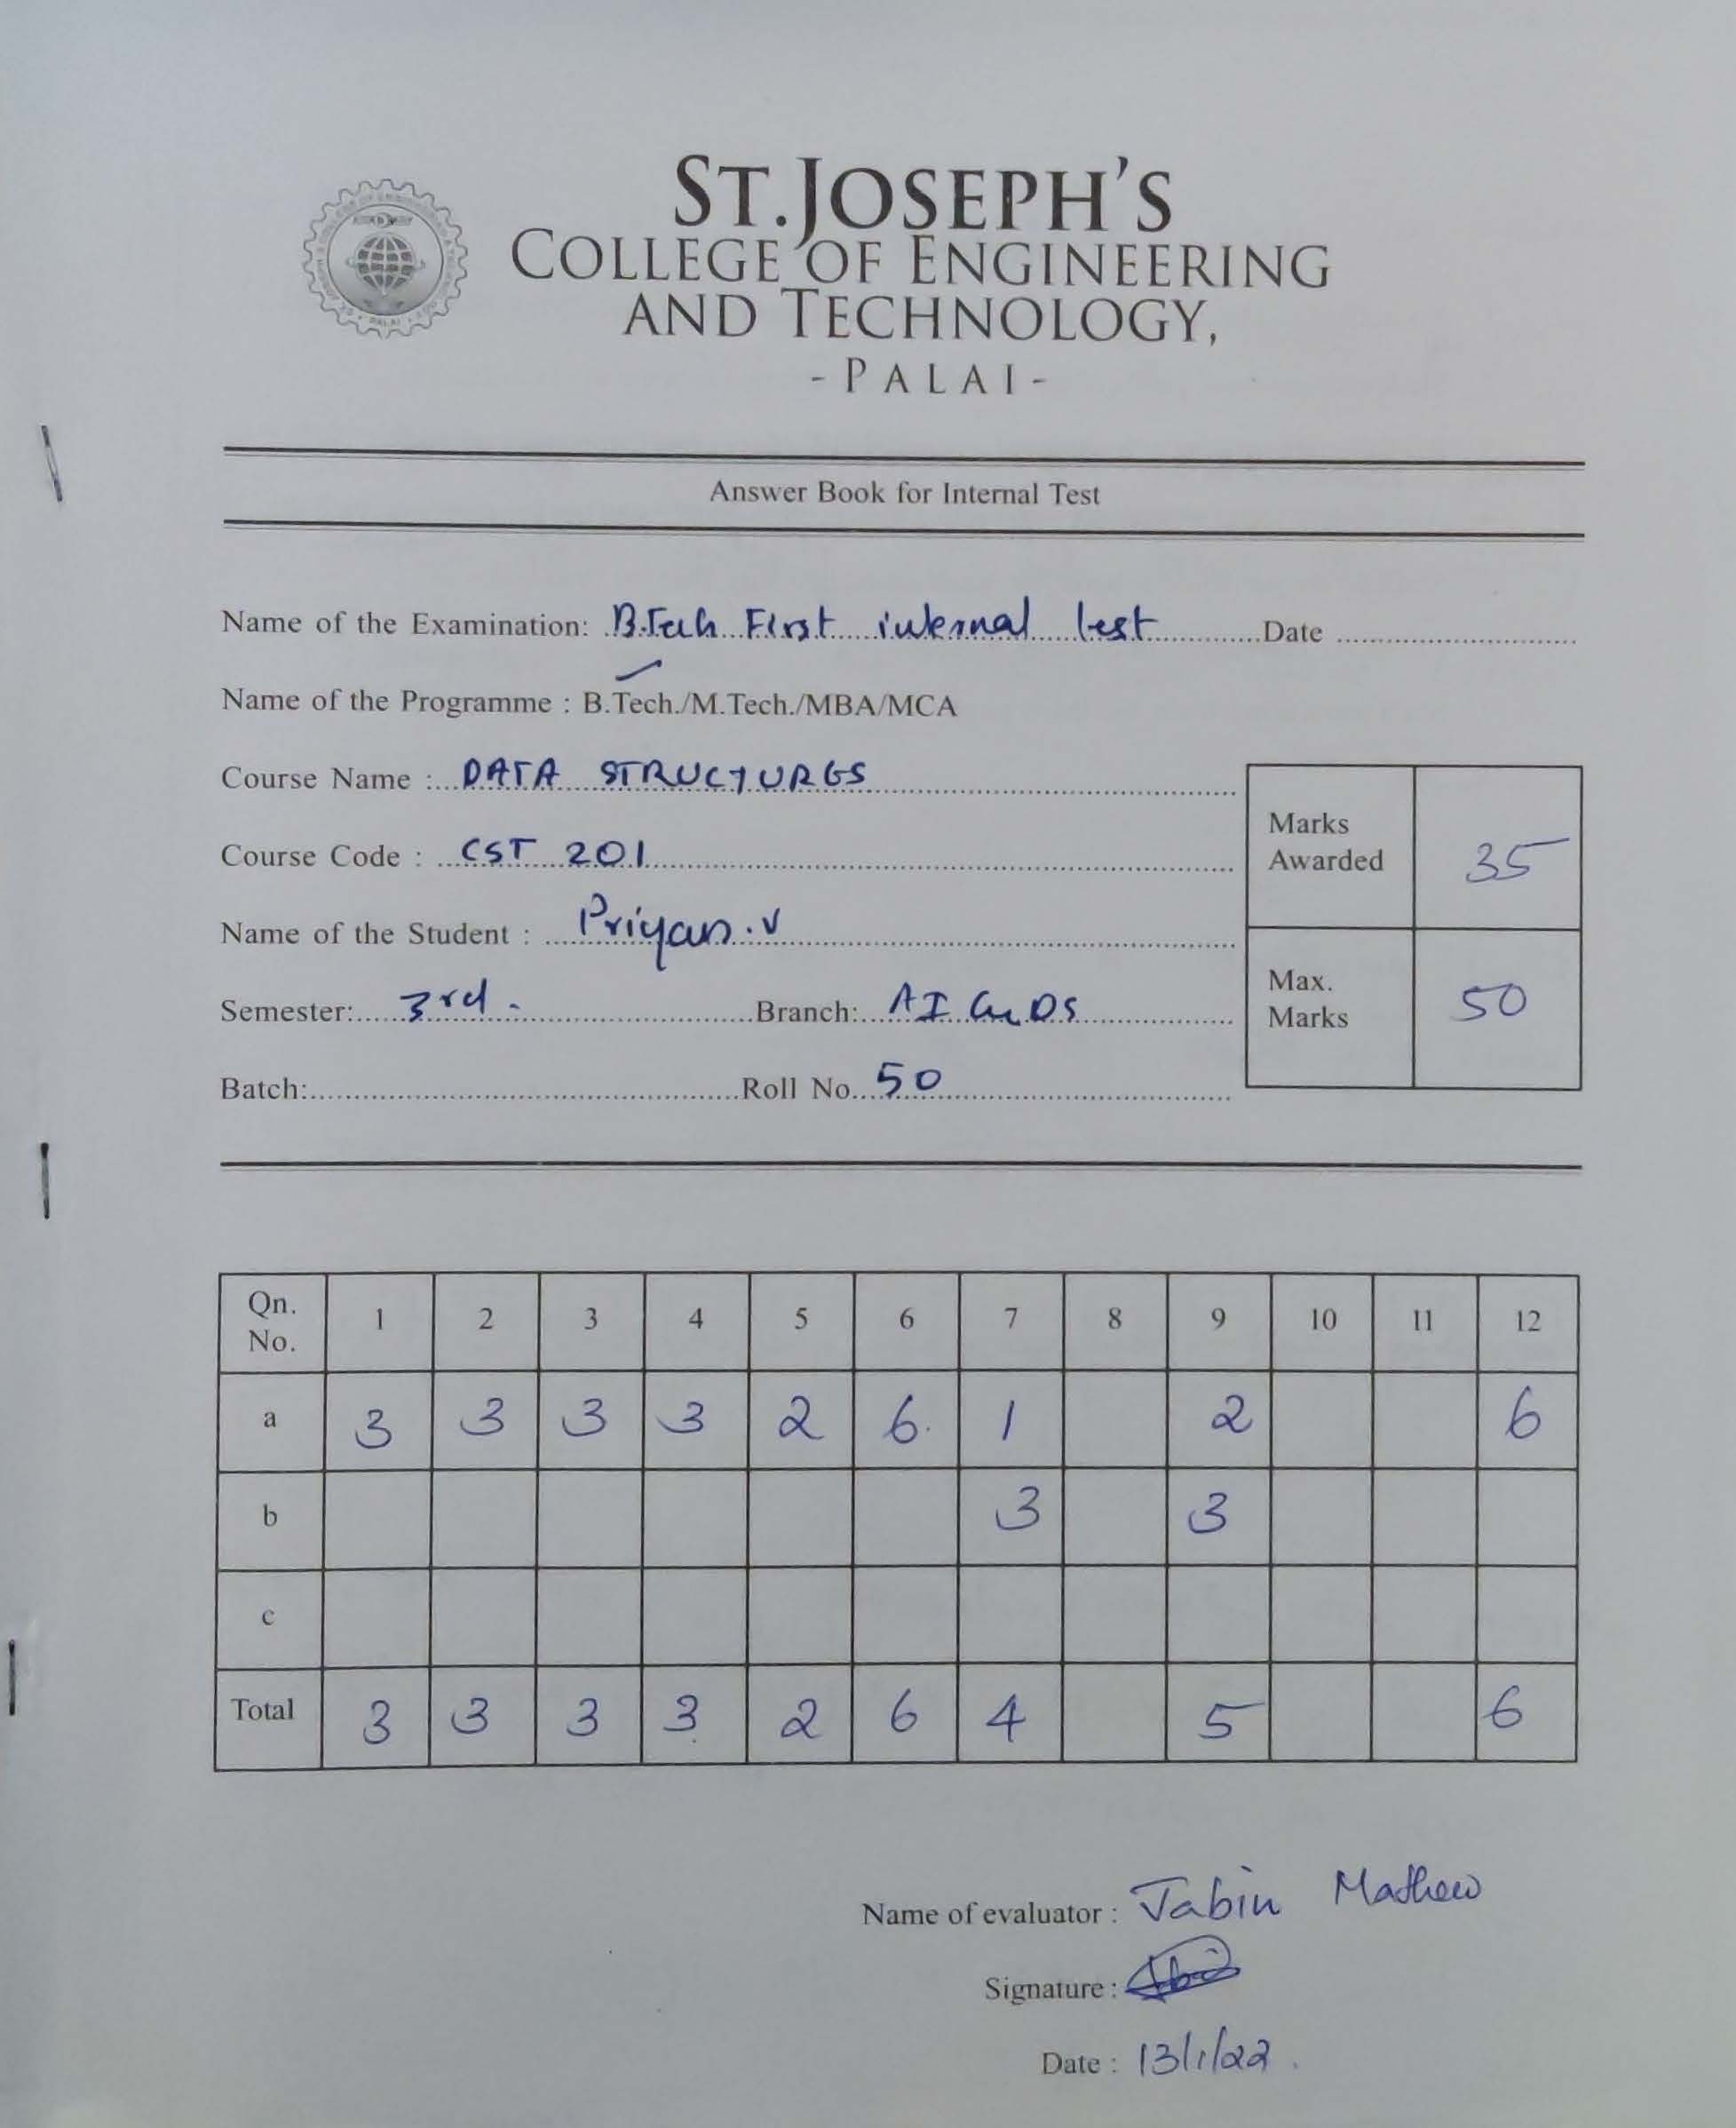 ST.JOSEPH'S
COLLEGE OF ENGINEERING
AND TECHNOLOGY,
- PALAI -
Answer Book for Internal Test
Name of the Examination: B.Tech First internal test Date
Name of the Programme : B.Tech./M.Tech./MBA/MCA
Course Name : DATA STRUCTURES
Marks Awarded 35
Course Code : CST 201
Name of the Student : Priyan.V
Max. Marks 50
Semester: 3rd. Branch: AI & DS
Batch: Roll No. 50
Qn. No. 1 2 3 4 5 6 7 8 9 10 11 12
a 3 3 3 3 2 6. 1 2 6
b 3 3
c
Total 3 3 3 3 2 6 4 5 6
Name of evaluator : Jabin Mathew
Signature :
Date : 13/1/22.